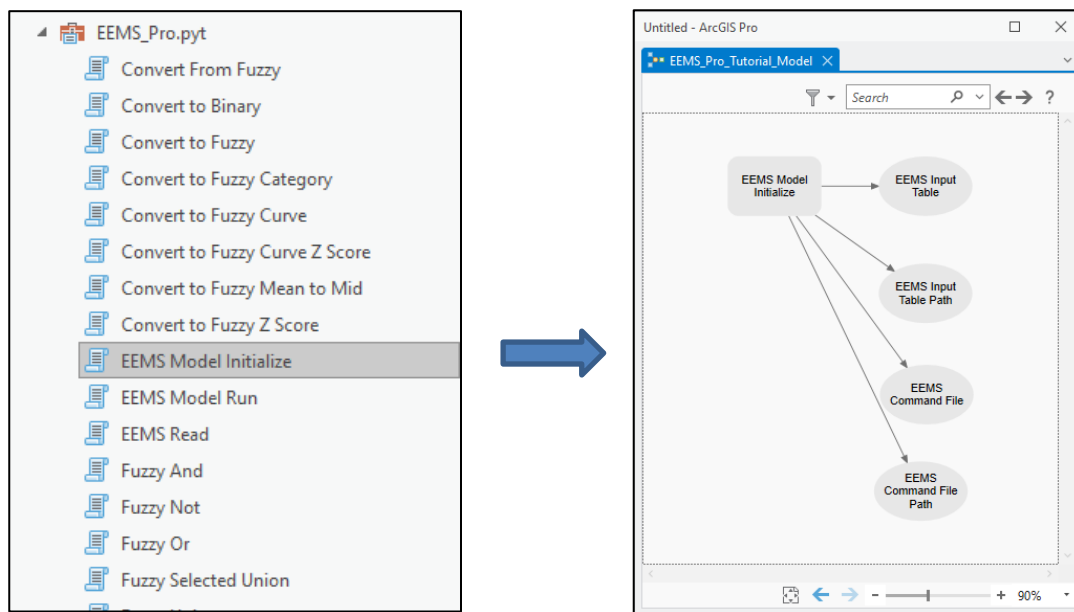 EEMS_Pro.pyt
Convert From Fuzzy
Convert to Binary
Convert to Fuzzy
Convert to Fuzzy Category
Convert to Fuzzy Curve
Convert to Fuzzy Curve Z Score
Convert to Fuzzy Mean to Mid
Convert to Fuzzy Z Score
EEMS Model Initialize
EEMS Model Run
EEMS Read
Fuzzy And
Fuzzy Not
Fuzzy Or
Fuzzy Selected Union
Untitled - ArcGIS Pro
EEMS_Pro_Tutorial_Model
Search
?
EEMS Model
Initialize
EEMS Input
Table
EEMS Input
Table Path
EEMS
Command File
EEMS
Command File
Path
- + 90%